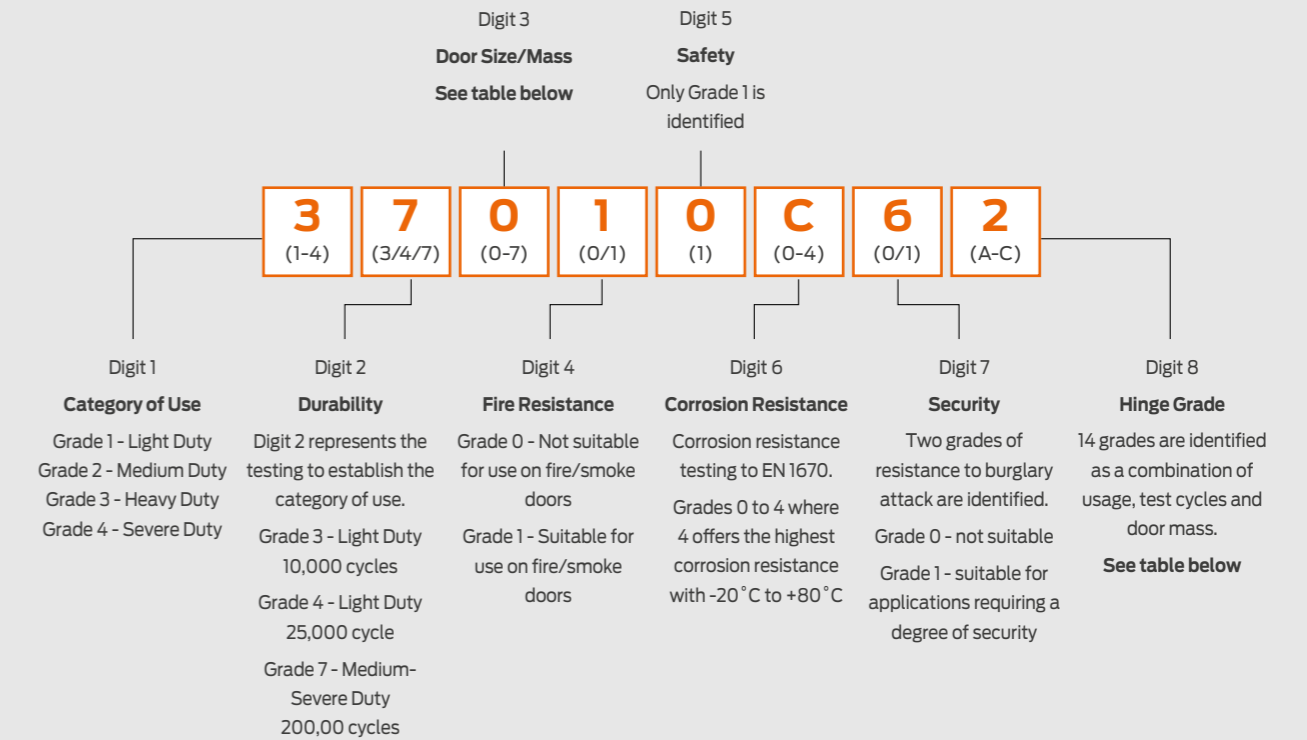 Digit 3
Door Size/Mass
See table below
Digit 5
Safety
Only Grade 1 is
identified
3
(1-4)
7
(3/4/7)
0
(0-7)
1
(0/1)
0
(1)
C
(0-4)
6
(0/1)
2
(A-C)
Digit 1
Category of Use
Grade 1 - Light Duty
Grade 2 - Medium Duty
Grade 3 - Heavy Duty
Grade 4 - Severe Duty
Digit 2
Durability
Digit 2 represents the
testing to establish the
category of use.
Grade 3 - Light Duty
10,000 cycles
Grade 4 - Light Duty
25,000 cycle
Grade 7 - Medium-
Severe Duty
200,00 cycles
Digit 4
Fire Resistance
Grade 0 - Not suitable
for use on fire/smoke
doors
Grade 1 - Suitable for
use on fire/smoke
doors
Digit 6
Corrosion Resistance
Corrosion resistance
testing to EN 1670.
Grades 0 to 4 where
4 offers the highest
corrosion resistance
with -20˚C to +80˚C
Digit 7
Security
Two grades of
resistance to burglary
attack are identified.
Grade 0 - not suitable
Grade 1 - suitable for
applications requiring a
degree of security
Digit 8
Hinge Grade
14 grades are identified
as a combination of
usage, test cycles and
door mass.
See table below